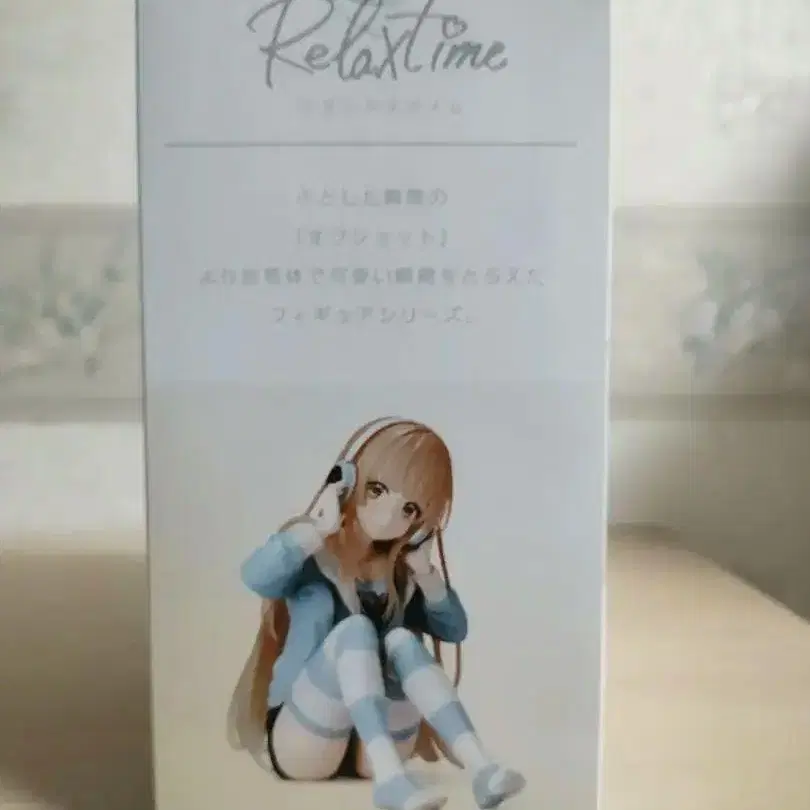 Relaxtime
ふとした瞬間の
「オフショット」
より自然体で可愛い瞬間をとらえた
フィギュアシリーズ。